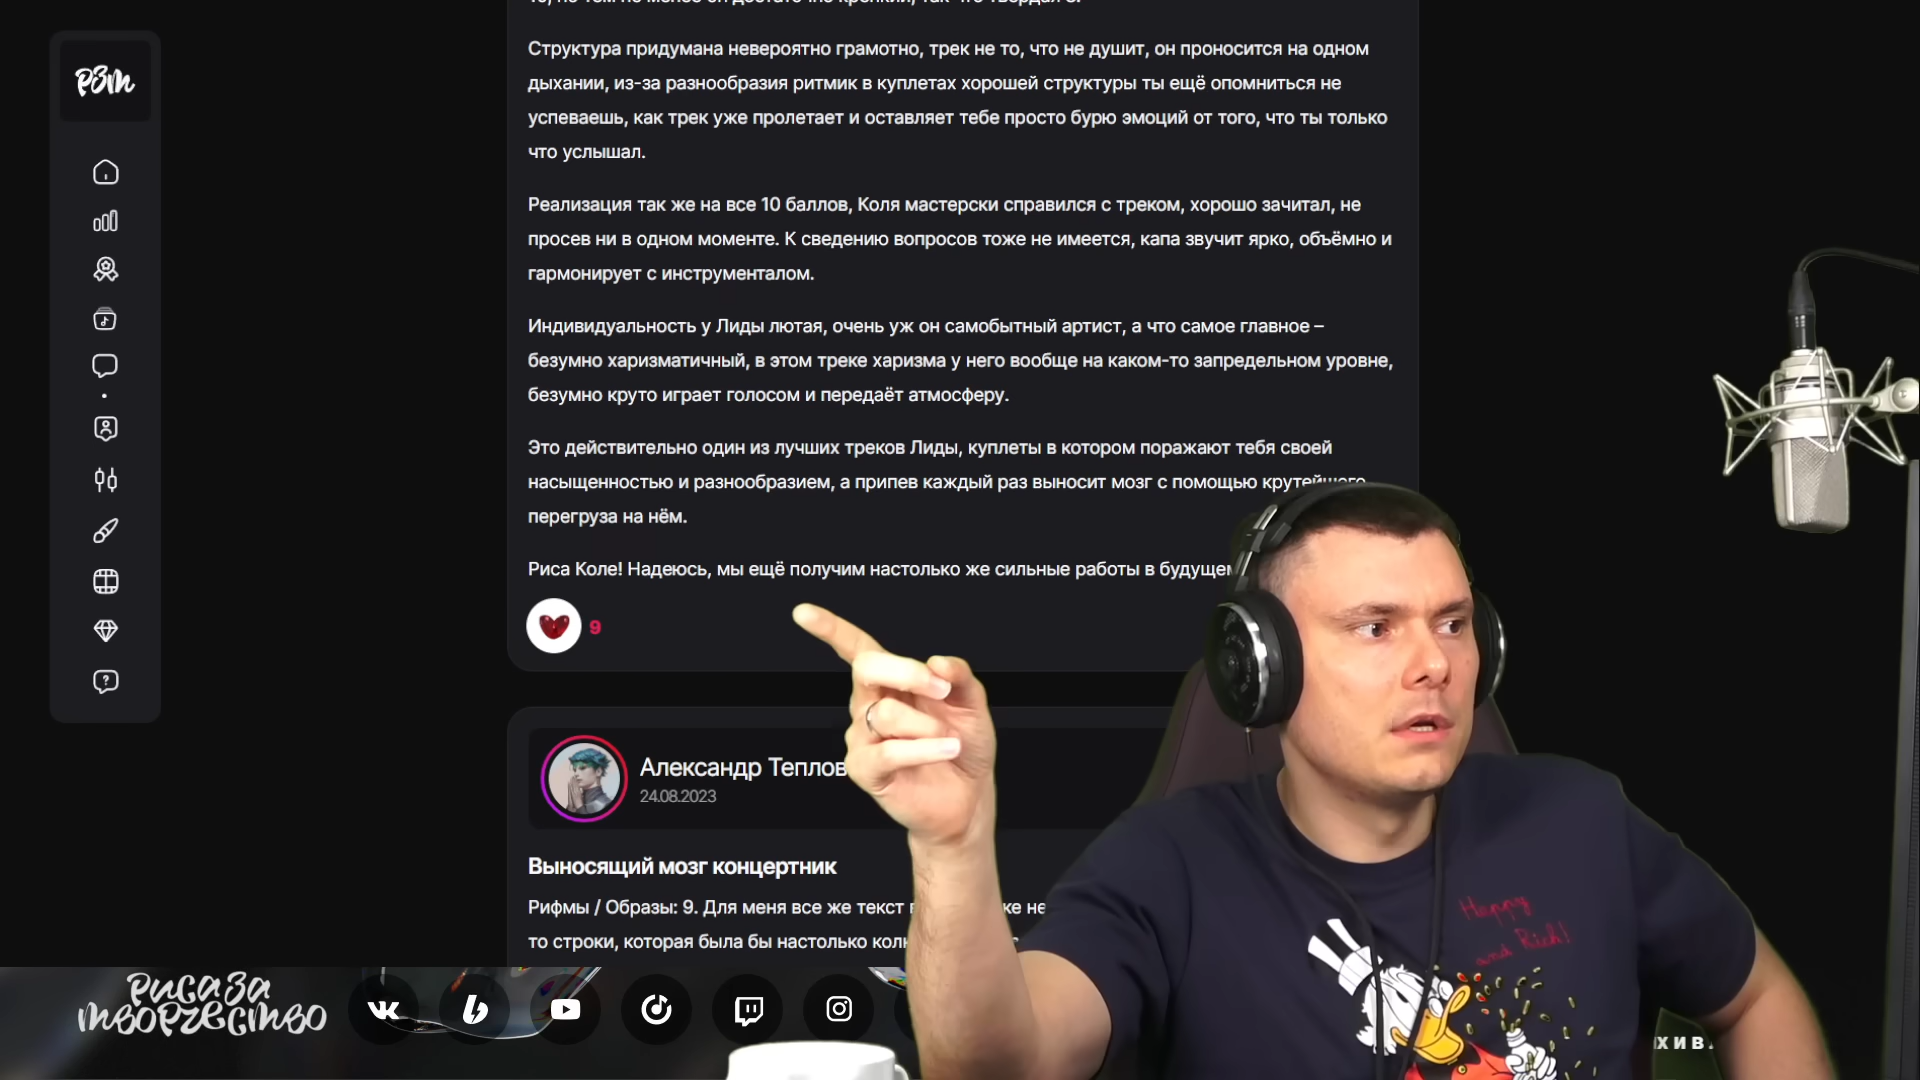 Структура придумана невероятно грамотно, трек не то, что не душит, он проносится на одном
дыхании, из-за разнообразия ритмик в куплетах хорошей структуры ты ещё опомниться не
успеваешь, как трек уже пролетает и оставляет тебе просто бурю эмоций от того, что ты только
что услышал.
Реализация так же на все 10 баллов, Коля мастерски справился с треком, хорошо зачитал, не
просев ни в одном моменте. К сведению вопросов тоже не имеется, капа звучит ярко, объёмно и
гармонирует с инструменталом.
Индивидуальность у Лиды лютая, очень уж он самобытный артист, а что самое главное –
безумно харизматичный, в этом треке харизма у него вообще на каком-то запредельном уровне,
безумно круто играет голосом и передаёт атмосферу.
Это действительно один из лучших треков Лиды, куплеты в котором поражают тебя своей
насыщенностью и разнообразием, а припев каждый раз выносит мозг с помощью крутейшего
перегруза на нём.
Риса Коле! Надеюсь, мы ещё получим настолько же сильные работы в будущем
9
Александр Теплов
24.08.2023
Выносящий мозг концертник
Рифмы / Образы: 9. Для меня все же текст
то строки, которая была бы настолько
РЗТ
риса за
творчество
Happy
and Rich!